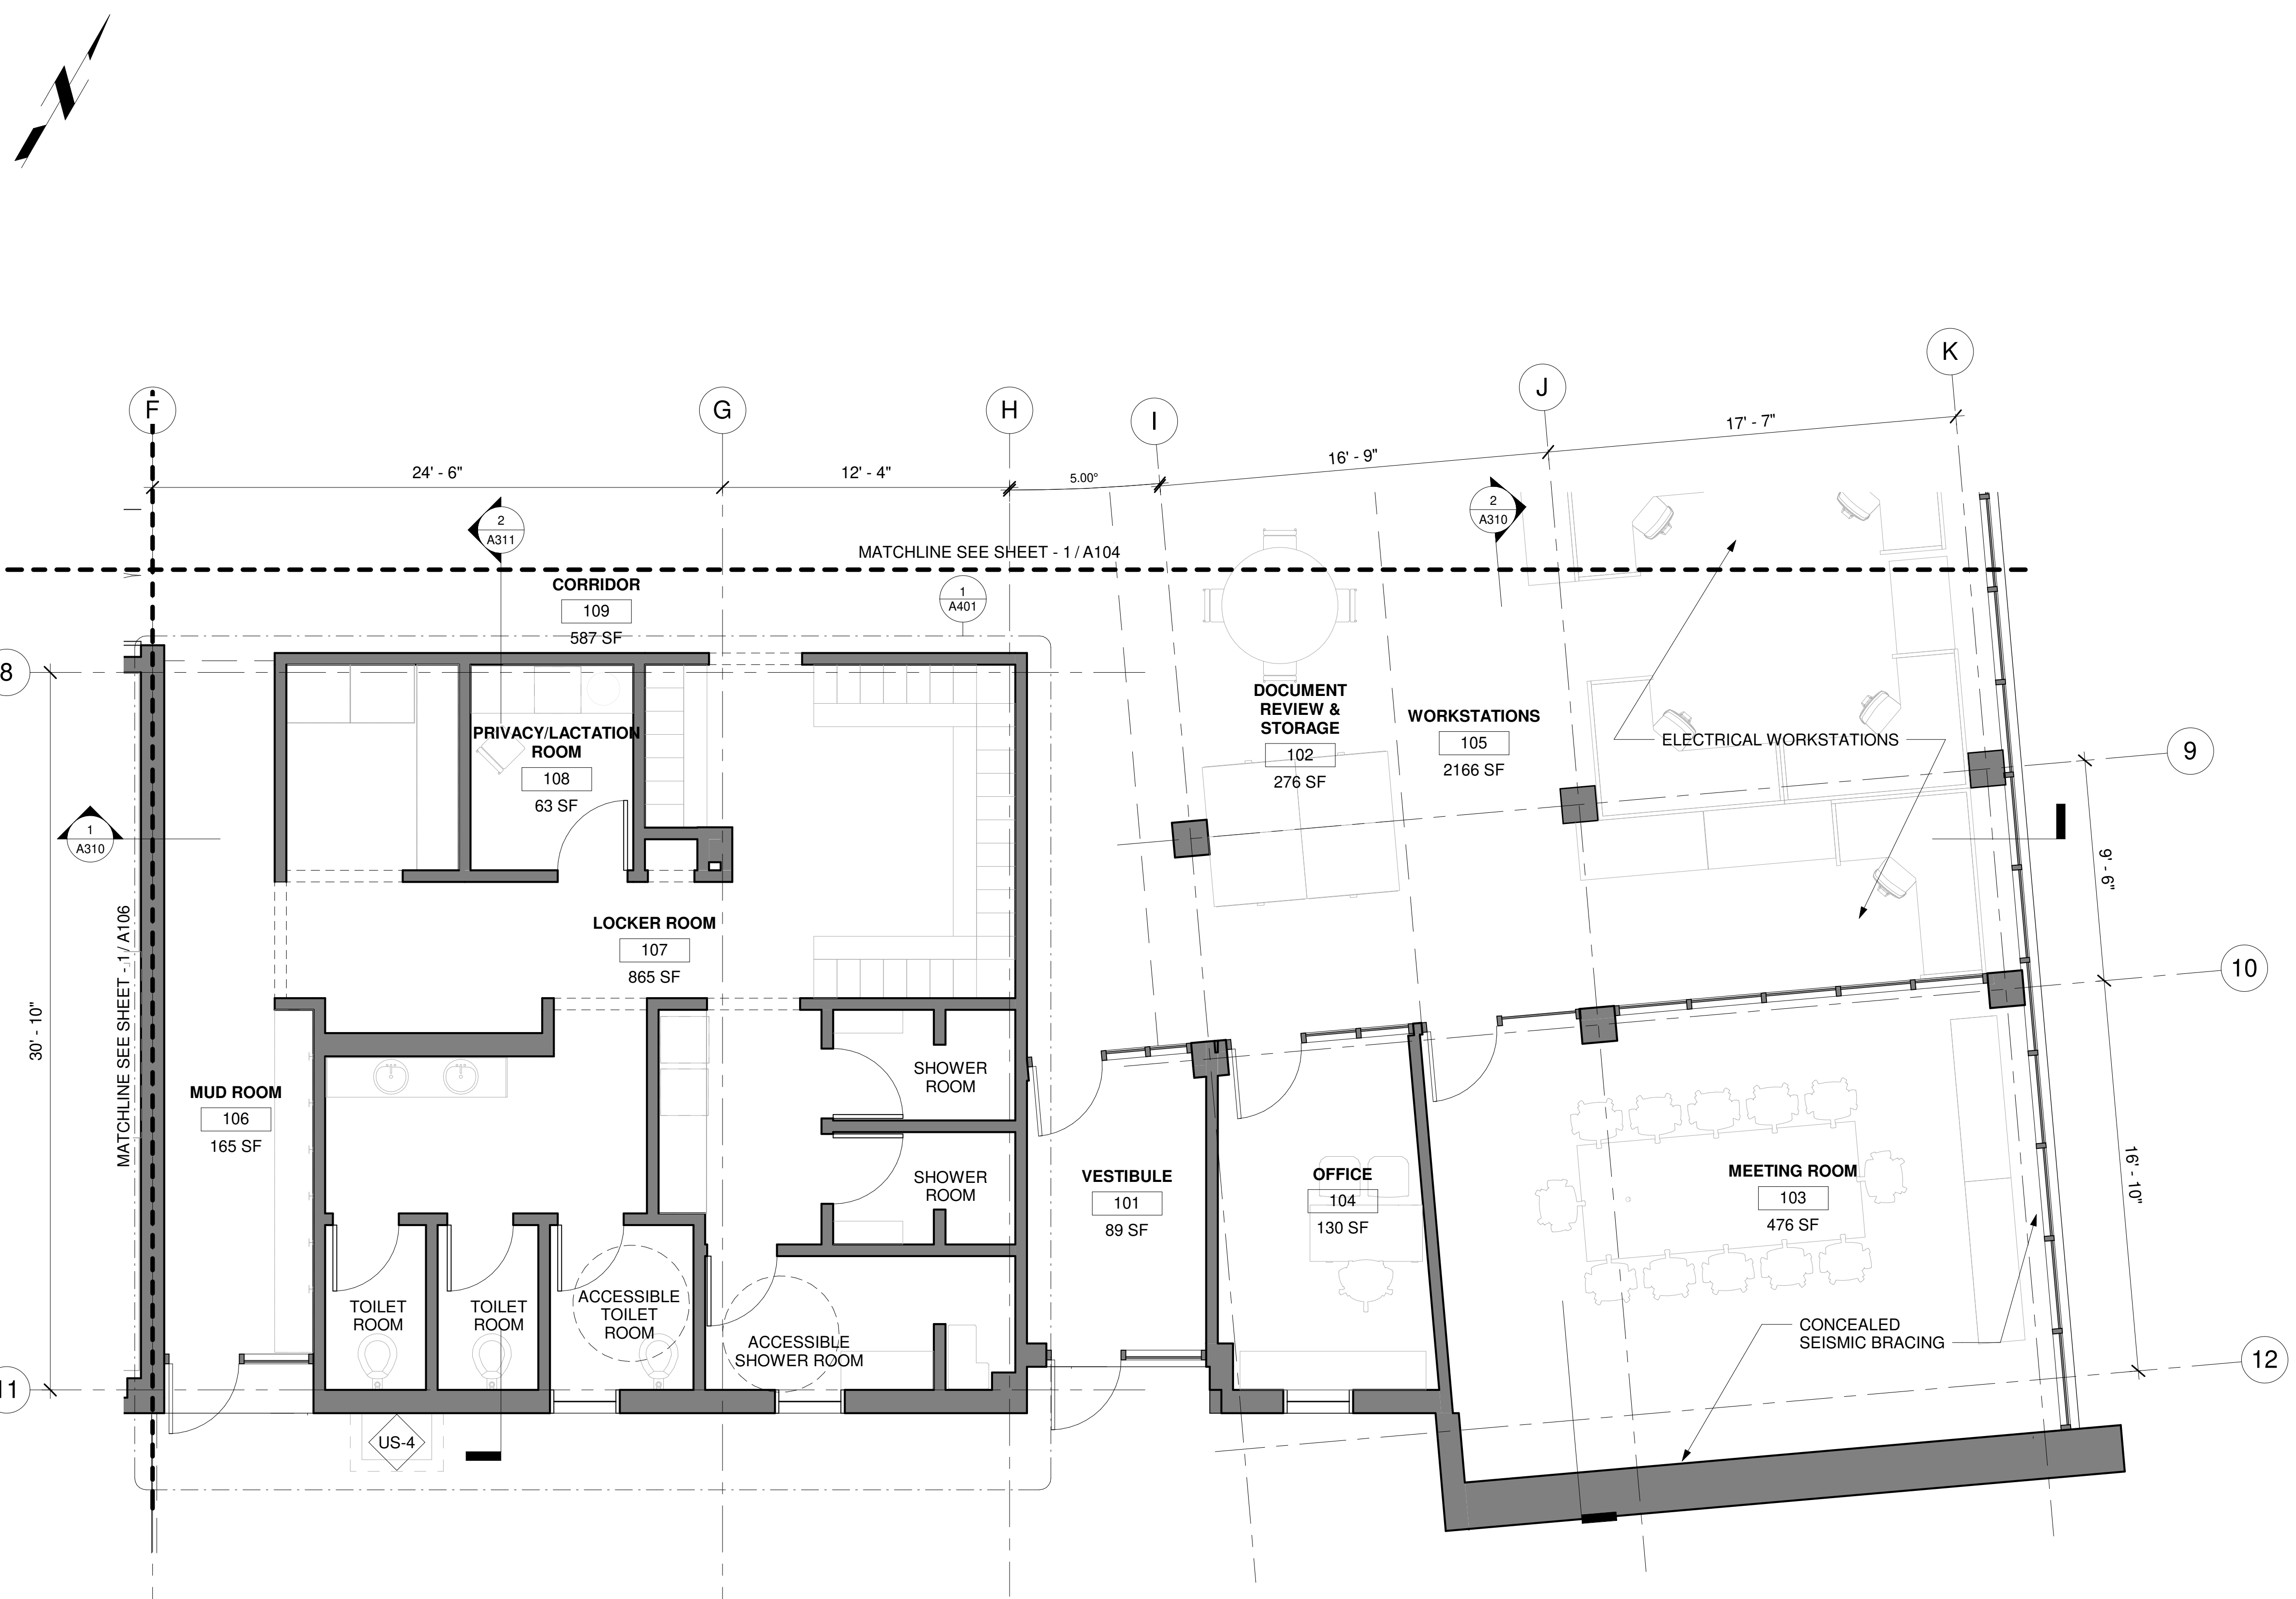 K
J
F
G
H
I
17' - 7"
16' - 9"
24' - 6"
12' - 4"
5.00°
2
A311
2
A310
MATCHLINE SEE SHEET - 1 / A104
CORRIDOR
109
587 SF
1
A401
8
DOCUMENT
REVIEW &
STORAGE
102
276 SF
WORKSTATIONS
105
2166 SF
ELECTRICAL WORKSTATIONS
9
PRIVACY/LACTATION
ROOM
108
63 SF
1
A310
9' - 6"
LOCKER ROOM
107
865 SF
10
MATCHLINE SEE SHEET - 1 / A106
30' - 10"
MUD ROOM
106
165 SF
SHOWER
ROOM
SHOWER
ROOM
VESTIBULE
101
89 SF
OFFICE
104
130 SF
MEETING ROOM
103
476 SF
16' - 10"
TOILET
ROOM
TOILET
ROOM
ACCESSIBLE
TOILET
ROOM
ACCESSIBLE
SHOWER ROOM
CONCEALED
SEISMIC BRACING
12
11
US-4
N